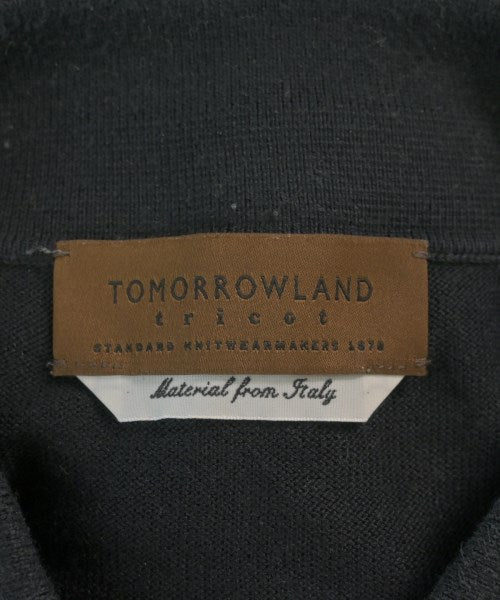 TOMORROWLAND
tricot
STANDARD KNITWEARMAKERS 1978
Material from Italy